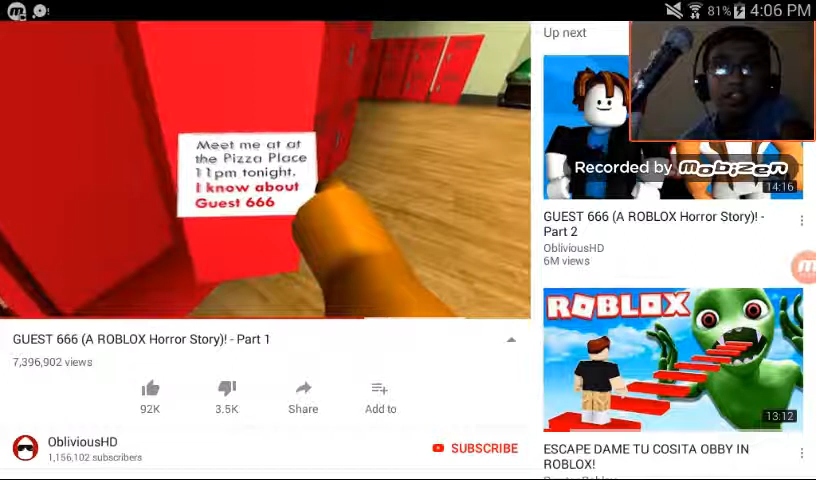 81% 4:06 PM
Meet me at at
the Pizza Place
11pm tonight.
I know about
Guest 666
GUEST 666 (A ROBLOX Horror Story)! - Part 1
7,396,902 views
92K
3.5K
Share
Add to
ObliviousHD
1,156,102 subscribers
SUBSCRIBE
Up next
Recorded by Mobizen
14:16
GUEST 666 (A ROBLOX Horror Story)! -
Part 2
ObliviousHD
6M views
ROBLOX
13:12
ESCAPE DAME TU COSITA OBBY IN
ROBLOX!